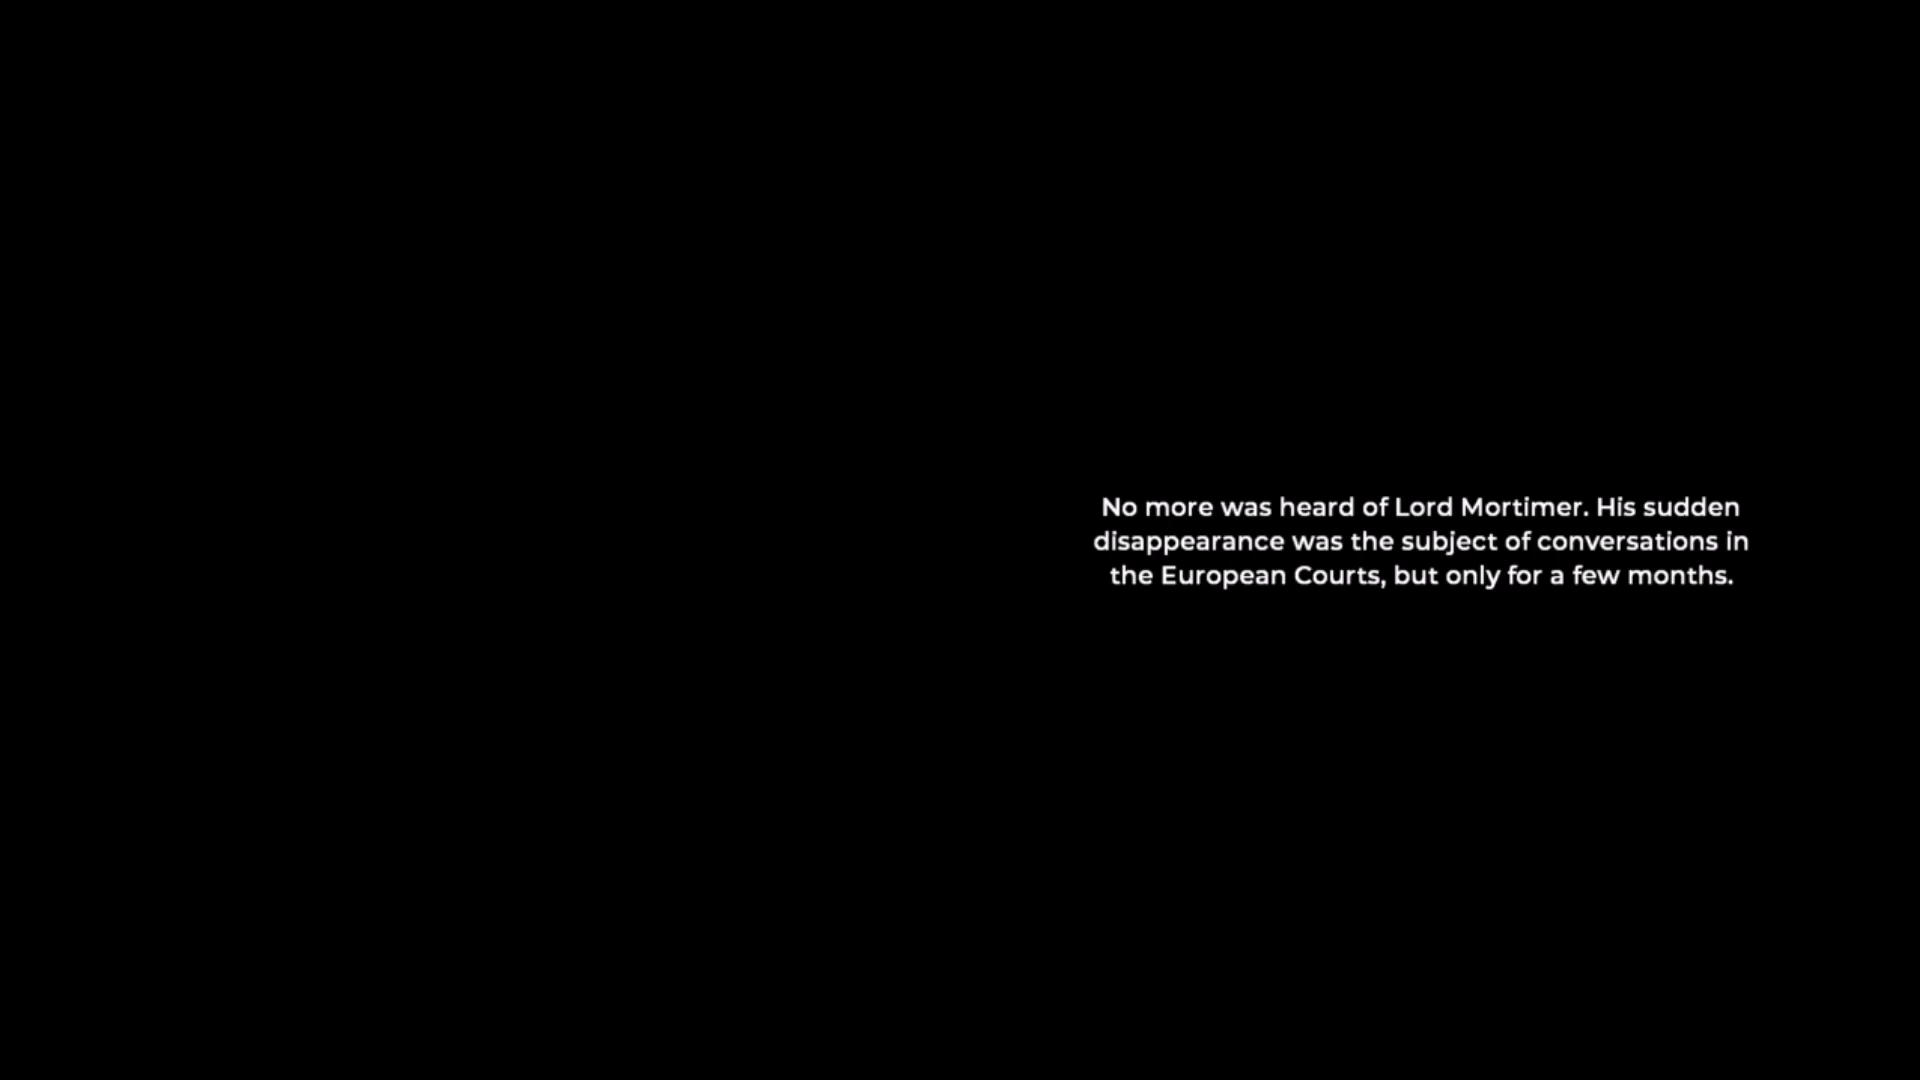 No more was heard of Lord Mortimer. His sudden
disappearance was the subject of conversations in
the European Courts, but only for a few months.